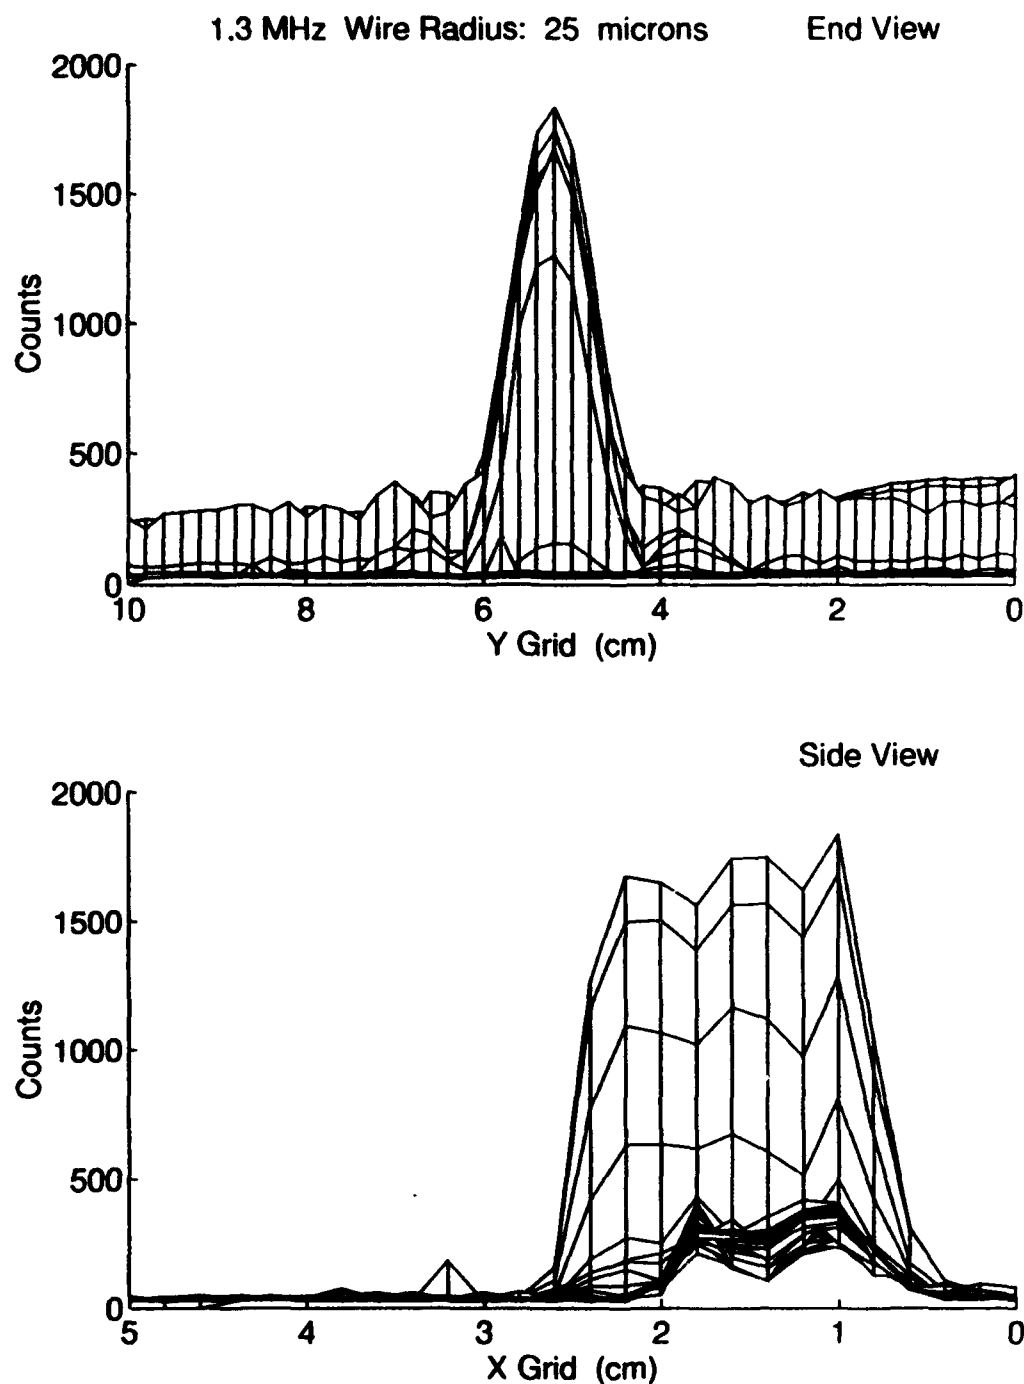 1.3 MHz Wire Radius: 25 microns End View
2000
1500
1000
500
0
Counts
10 8 6 4 2 0
Y Grid (cm)
Side View
2000
1500
1000
500
0
Counts
5 4 3 2 1 0
X Grid (cm)